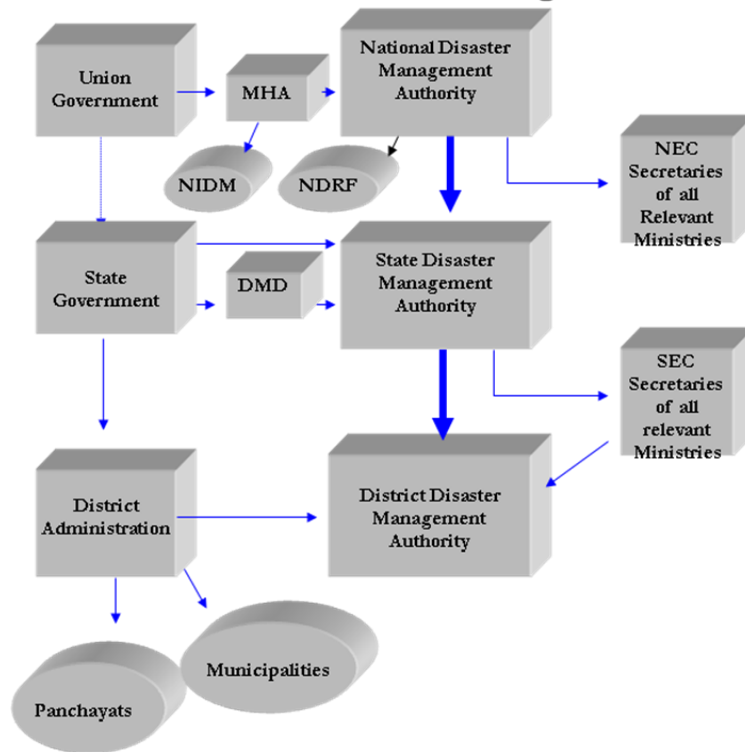 Union
Government
MHA
National Disaster
Management
Authority
NIDM
NDRF
NEC
Secretaries
of all
Relevant
Ministries
State
Government
DMD
State Disaster
Management
Authority
SEC
Secretaries
of all
relevant
Ministries
District
Administration
District Disaster
Management
Authority
Panchayats
Municipalities